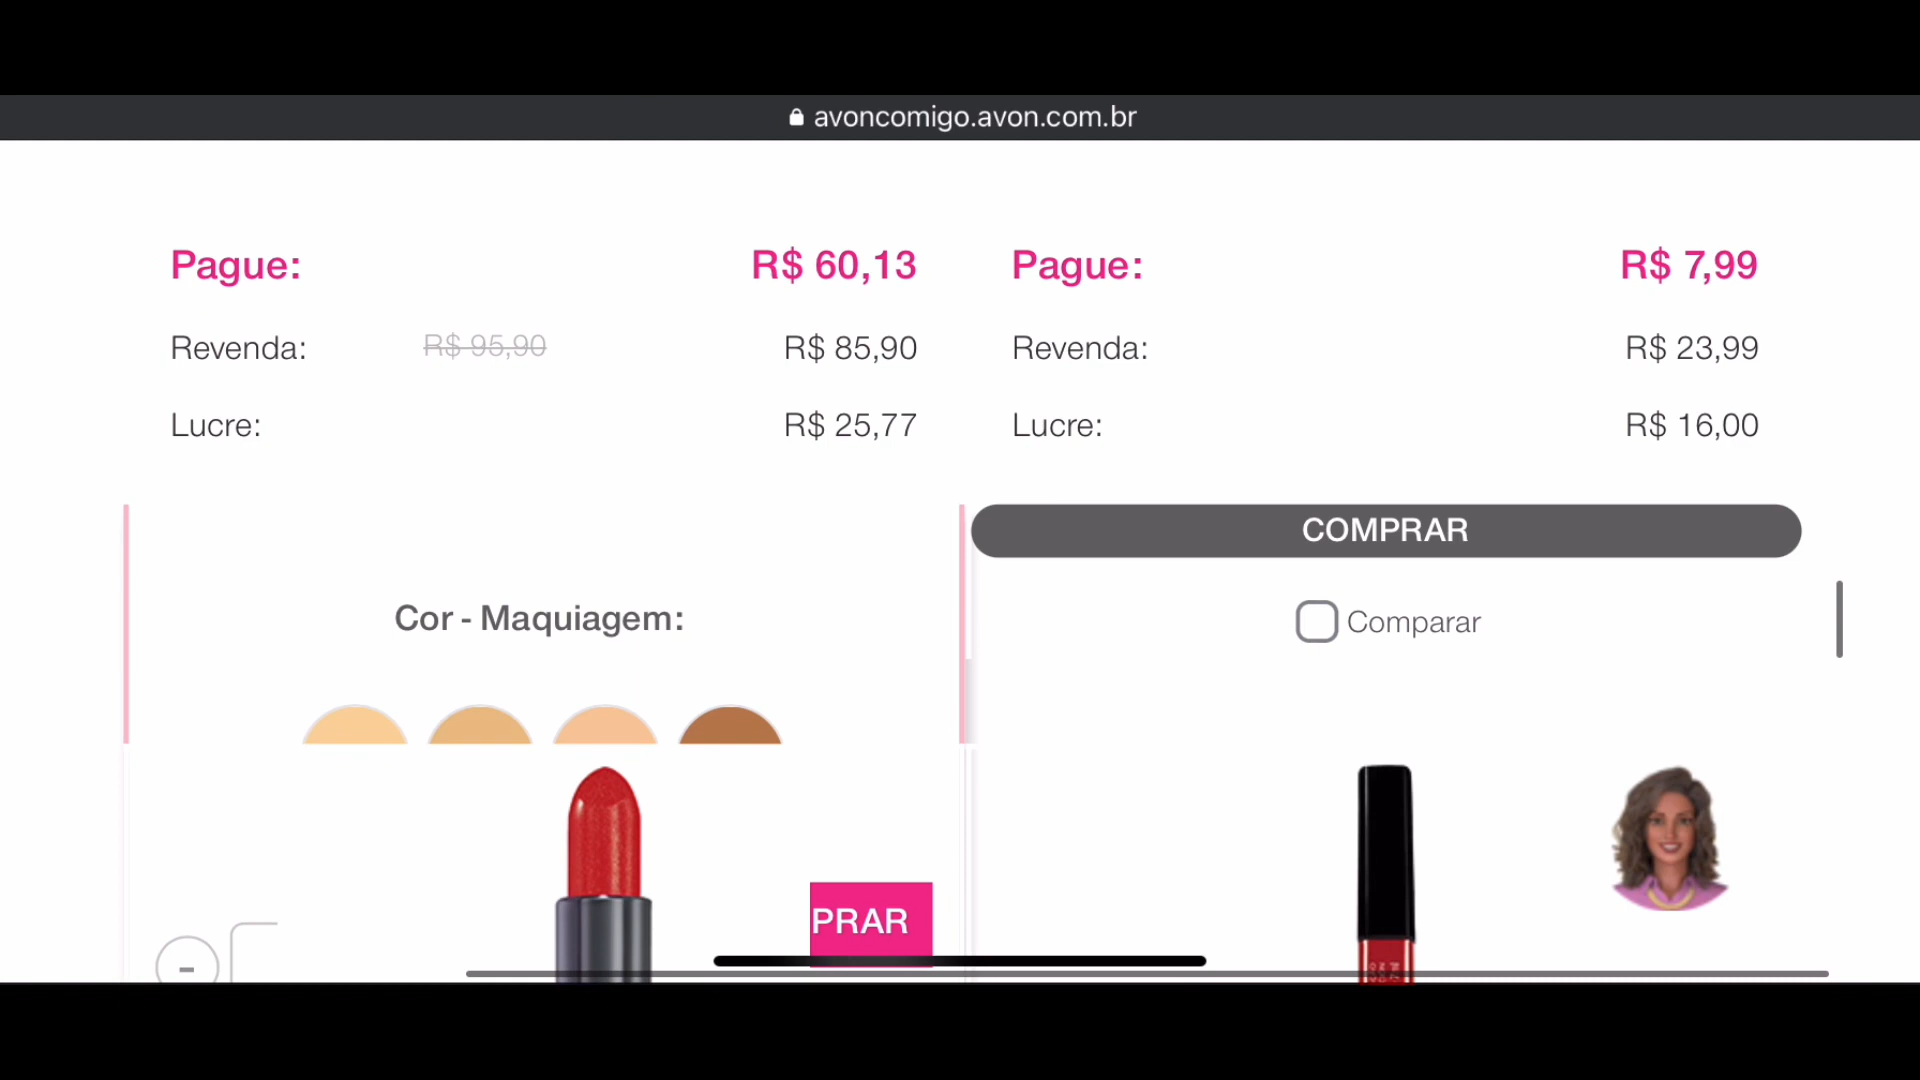 avoncomigo.avon.com.br
Pague: R$ 60,13
Revenda: R$ 95,90 R$ 85,90
Lucre: R$ 25,77
Cor - Maquiagem:
PRAR
-
Pague: R$ 7,99
Revenda: R$ 23,99
Lucre: R$ 16,00
COMPRAR
Comparar